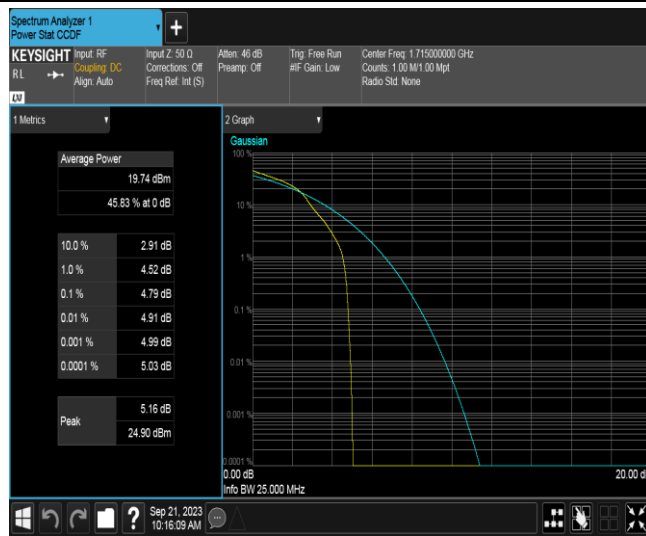 Spectrum Analyzer 1
Power Stat CCDF
+
KEYSIGHT
RL
Input: RF
Coupling: DC
Align: Auto
Input Z: 50 Ω
Corrections: Off
Freq Ref: Int (S)
Atten: 46 dB
Preamp: Off
Trig: Free Run
#IF Gain: Low
Center Freq: 1.715000000 GHz
Counts: 1.00 M/1.00 Mpt
Radio Std: None
1 Metrics
Average Power
19.74 dBm
45.83 % at 0 dB
10.0 % 2.91 dB
1.0 % 4.52 dB
0.1 % 4.79 dB
0.01 % 4.91 dB
0.001 % 4.99 dB
0.0001 % 5.03 dB
Peak
5.16 dB
24.90 dBm
2 Graph
Gaussian
100 %
10 %
1 %
0.1 %
0.01 %
0.001 %
0.0001 %
0.00 dB
20.00 d
Info BW 25.000 MHz
?
Sep 21, 2023
10:16:09 AM